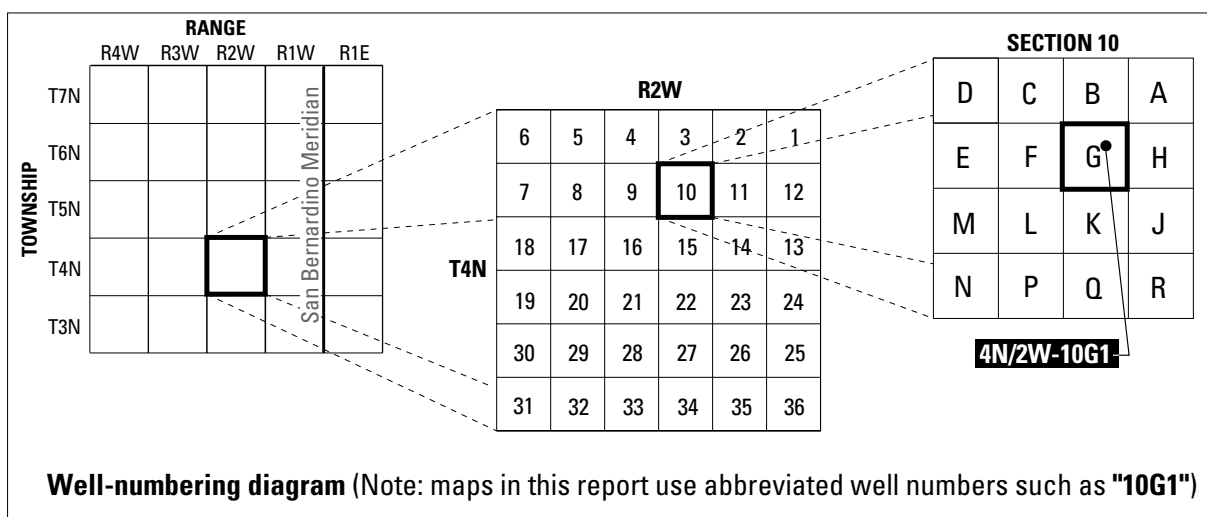 RANGE
R4W R3W R2W R1W R1E
TOWNSHIP
T7N
T6N
T5N
T4N
T3N
San Bernardino Meridian
R2W
T4N
6 5 4 3 2 1
7 8 9 10 11 12
18 17 16 15 14 13
19 20 21 22 23 24
30 29 28 27 26 25
31 32 33 34 35 36
SECTION 10
D C B A
E F G H
M L K J
N P Q R
4N/2W-10G1
Well-numbering diagram (Note: maps in this report use abbreviated well numbers such as "10G1")